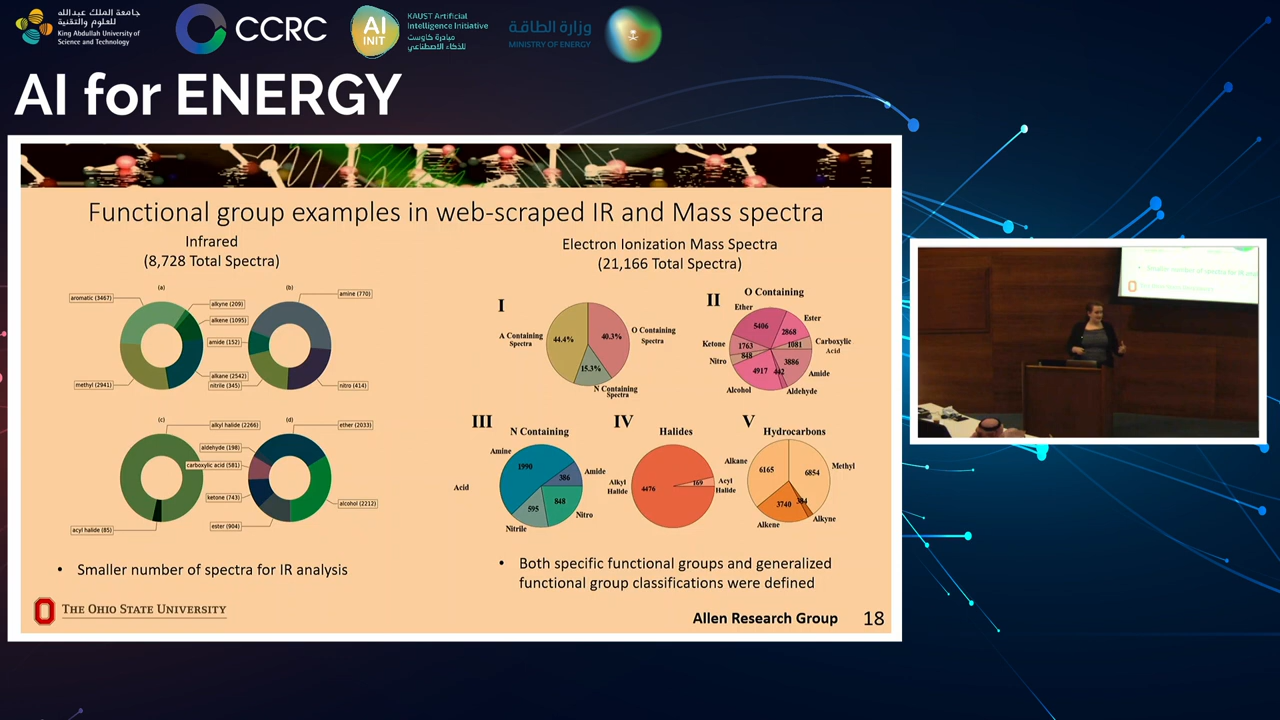 جامعة الملك عبدالله
للعلوم والتقنية
King Abdullah University of
Science and Technology
CCRC
AI
INIT
KAUST Artificial
Intelligence Initiative
مبادرة كاوست
للذكاء الاصطناعي
وزارة الطاقة
MINISTRY OF ENERGY
AI for ENERGY
Functional group examples in web-scraped IR and Mass spectra
Infrared
(8,728 Total Spectra)
(a)
aromatic (3467)
alkyne (209)
alkene (1095)
alkane (2542)
methyl (2941)
(b)
amine (770)
amide (152)
nitrile (345)
nitro (414)
(c)
alkyl halide (2266)
acyl halide (85)
(d)
ether (2033)
aldehyde (198)
carboxylic acid (581)
ketone (743)
ester (904)
alcohol (2212)
Smaller number of spectra for IR analysis
Electron Ionization Mass Spectra
(21,166 Total Spectra)
I
A Containing
Spectra
44.4%
40.3%
O Containing
Spectra
15.3%
N Containing
Spectra
II
O Containing
Ether
5406
Ester
2868
Ketone
1763
1081
Carboxylic
Acid
Nitro
848
3886
Amide
4917
442
Alcohol
Aldehyde
III
N Containing
Amine
1990
Amide
386
Acid
848
Nitro
595
Nitrile
IV
Halides
Alkyl
Halide
4476
169
Acyl
Halide
V
Hydrocarbons
Alkane
6165
6854
Methyl
3740
384
Alkene
Alkyne
Both specific functional groups and generalized
functional group classifications were defined
THE OHIO STATE UNIVERSITY
Allen Research Group
18
Smaller number of spectra for IR